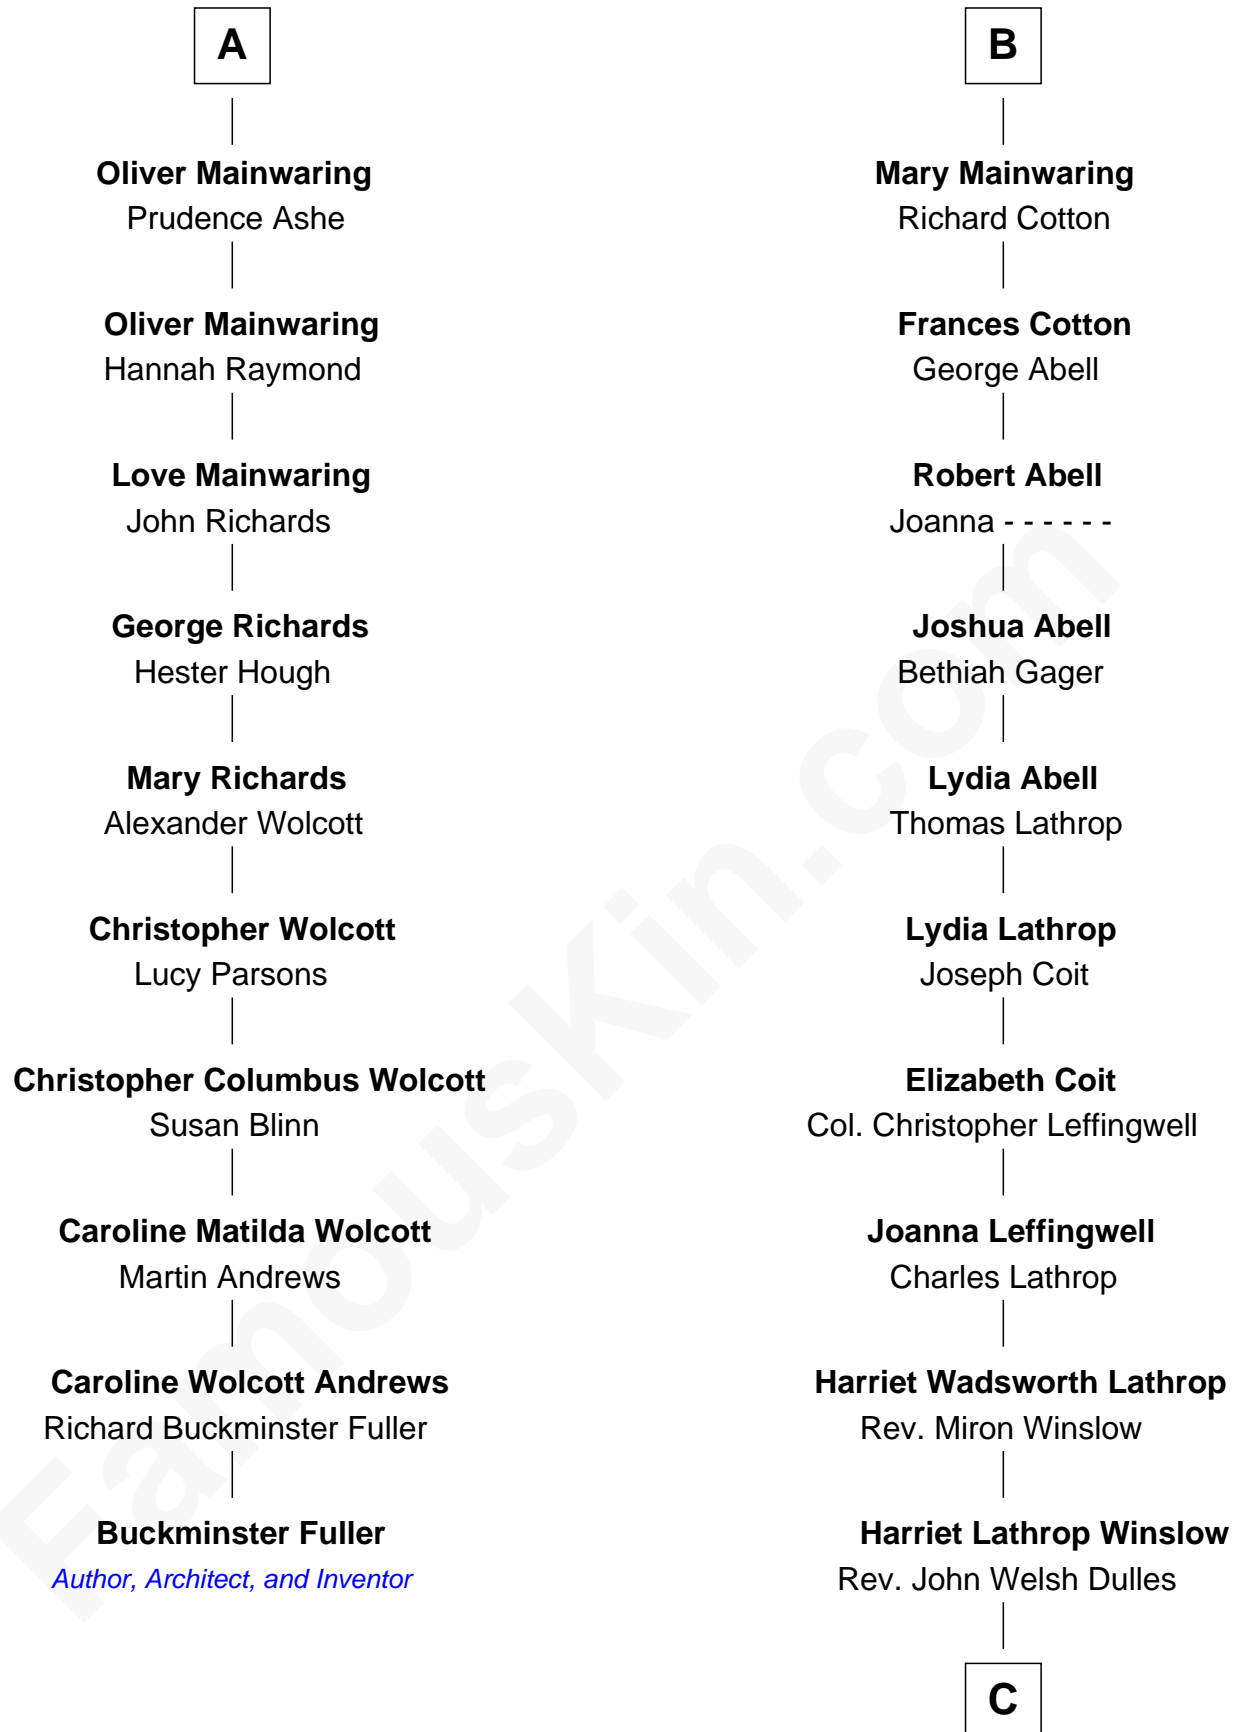 A
Oliver Mainwaring
Prudence Ashe
Oliver Mainwaring
Hannah Raymond
Love Mainwaring
John Richards
George Richards
Hester Hough
Mary Richards
Alexander Wolcott
Christopher Wolcott
Lucy Parsons
Christopher Columbus Wolcott
Susan Blinn
Caroline Matilda Wolcott
Martin Andrews
Caroline Wolcott Andrews
Richard Buckminster Fuller
Buckminster Fuller
Author, Architect, and Inventor
B
Mary Mainwaring
Richard Cotton
Frances Cotton
George Abell
Robert Abell
Joanna - - - - - -
Joshua Abell
Bethiah Gager
Lydia Abell
Thomas Lathrop
Lydia Lathrop
Joseph Coit
Elizabeth Coit
Col. Christopher Leffingwell
Joanna Leffingwell
Charles Lathrop
Harriet Wadsworth Lathrop
Rev. Miron Winslow
Harriet Lathrop Winslow
Rev. John Welsh Dulles
C
FamousKin.com